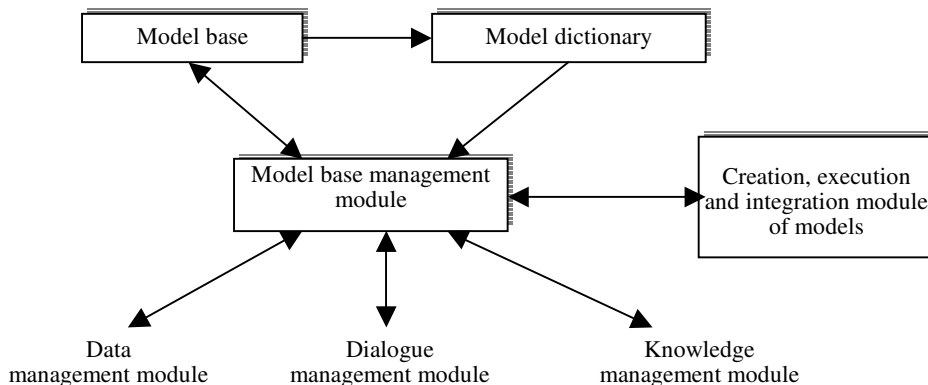 Model base
Model dictionary
Model base management
module
Creation, execution
and integration module
of models
Data
management module
Dialogue
management module
Knowledge
management module